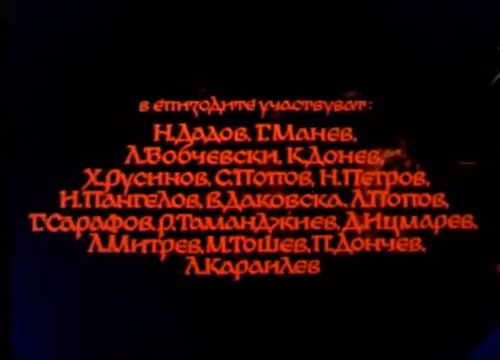 в епизодите участвуват:
Н.Дадов, Г.Манев,
Л.Бобчевски, К.Донев,
Х.Русинов, С.Попов, Н.Петров,
И.Пангелов, В.Даковска, Л.Попов,
Т.Сарафов, Р.Таманджиев, Д.Ицмарев,
Л.Митрев, М.Тошев, П.Дончев,
Л.Караилев